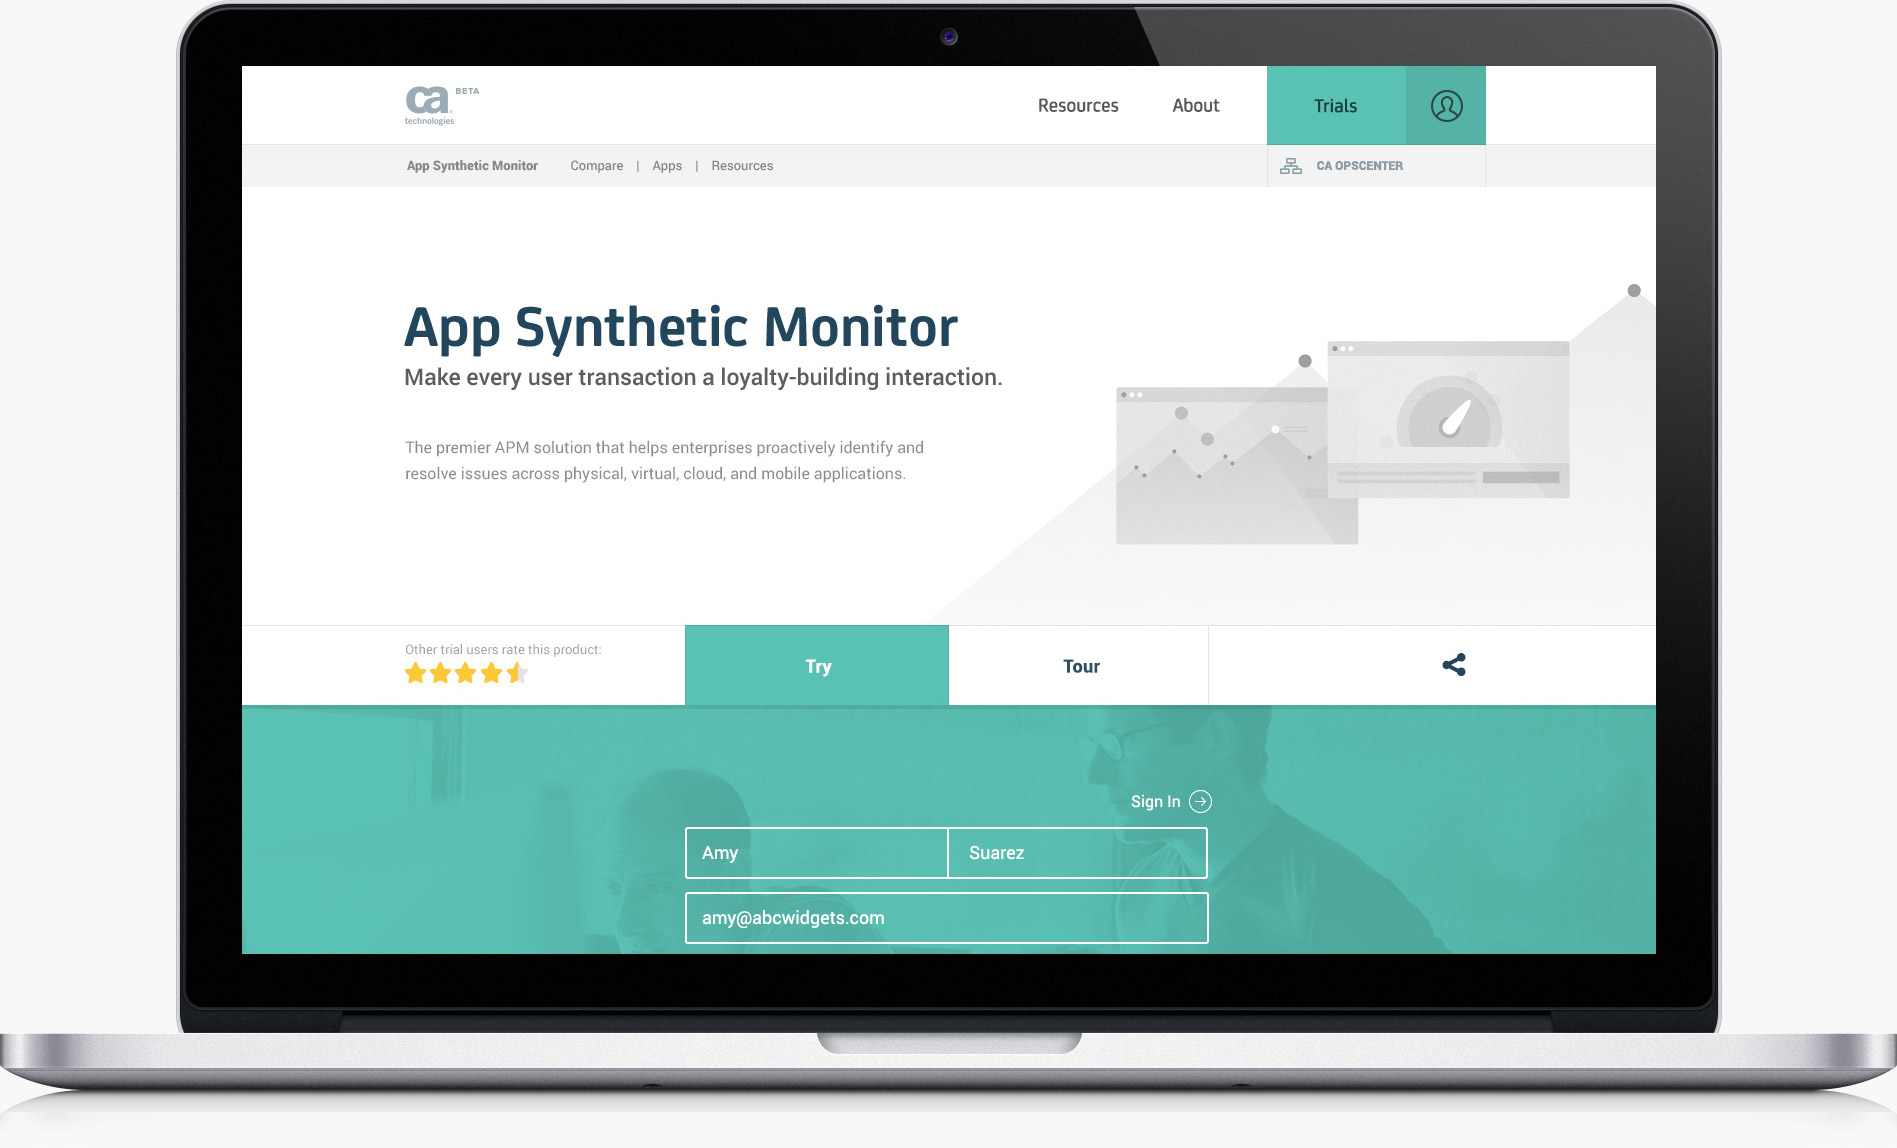 ca BETA
technologies
Resources
About
Trials
App Synthetic Monitor
Compare | Apps | Resources
CA OPSCENTER
App Synthetic Monitor
Make every user transaction a loyalty-building interaction.
The premier APM solution that helps enterprises proactively identify and
resolve issues across physical, virtual, cloud, and mobile applications.
Other trial users rate this product:
Try
Tour
Sign In
Amy
Suarez
amy@abcwidgets.com